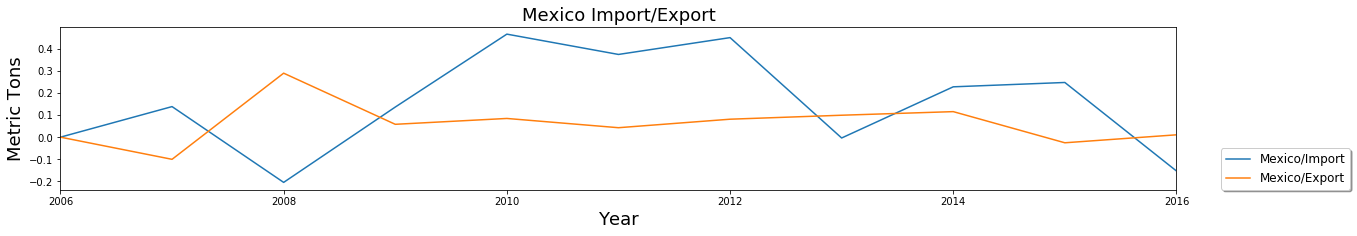 Mexico Import/Export
Metric Tons
0.4
0.3
0.2
0.1
0.0
−0.1
−0.2
2006 2008 2010 2012 2014 2016
Year
Mexico/Import
Mexico/Export